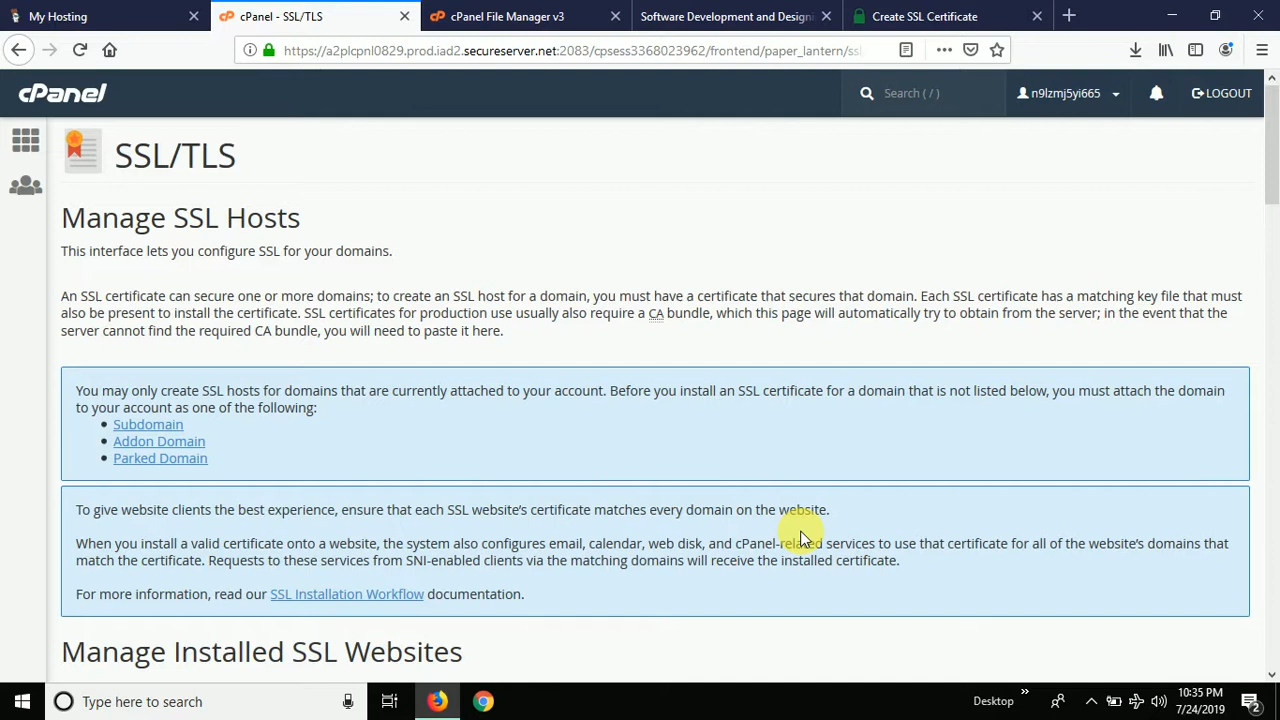 My Hosting
cPanel - SSL/TLS
cPanel File Manager v3
Software Development and Designi
Create SSL Certificate
https://a2plcpnl0829.prod.iad2.secureserver.net:2083/cpsess3368023962/frontend/paper_lantern/ss
cPanel
Search ( / )
n9lzmj5yi665
LOGOUT
SSL/TLS
Manage SSL Hosts
This interface lets you configure SSL for your domains.
An SSL certificate can secure one or more domains; to create an SSL host for a domain, you must have a certificate that secures that domain. Each SSL certificate has a matching key file that must
also be present to install the certificate. SSL certificates for production use usually also require a CA bundle, which this page will automatically try to obtain from the server; in the event that the
server cannot find the required CA bundle, you will need to paste it here.
You may only create SSL hosts for domains that are currently attached to your account. Before you install an SSL certificate for a domain that is not listed below, you must attach the domain
to your account as one of the following:
Subdomain
Addon Domain
Parked Domain
To give website clients the best experience, ensure that each SSL website's certificate matches every domain on the website.
When you install a valid certificate onto a website, the system also configures email, calendar, web disk, and cPanel-related services to use that certificate for all of the website's domains that
match the certificate. Requests to these services from SNI-enabled clients via the matching domains will receive the installed certificate.
For more information, read our SSL Installation Workflow documentation.
Manage Installed SSL Websites
Type here to search
Desktop
10:35 PM
7/24/2019
2